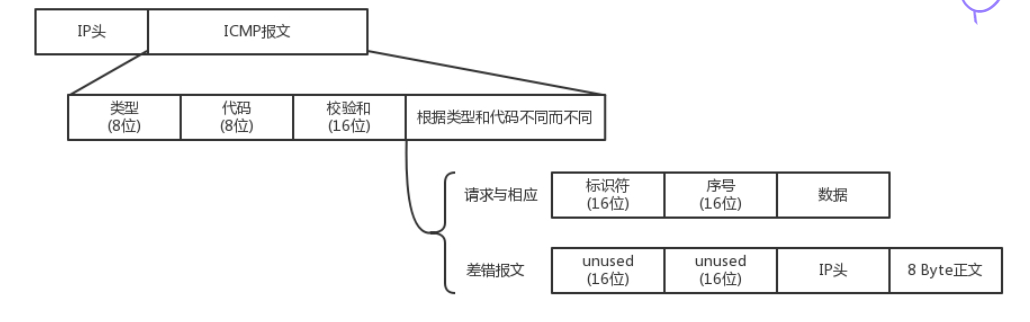 IP头 ICMP报文
类型 代码 校验和 根据类型和代码不同而不同
(8位) (8位) (16位)
请求与相应 标识符 序号 数据
(16位) (16位)
差错报文 unused unused IP头 8 Byte正文
(16位) (16位)